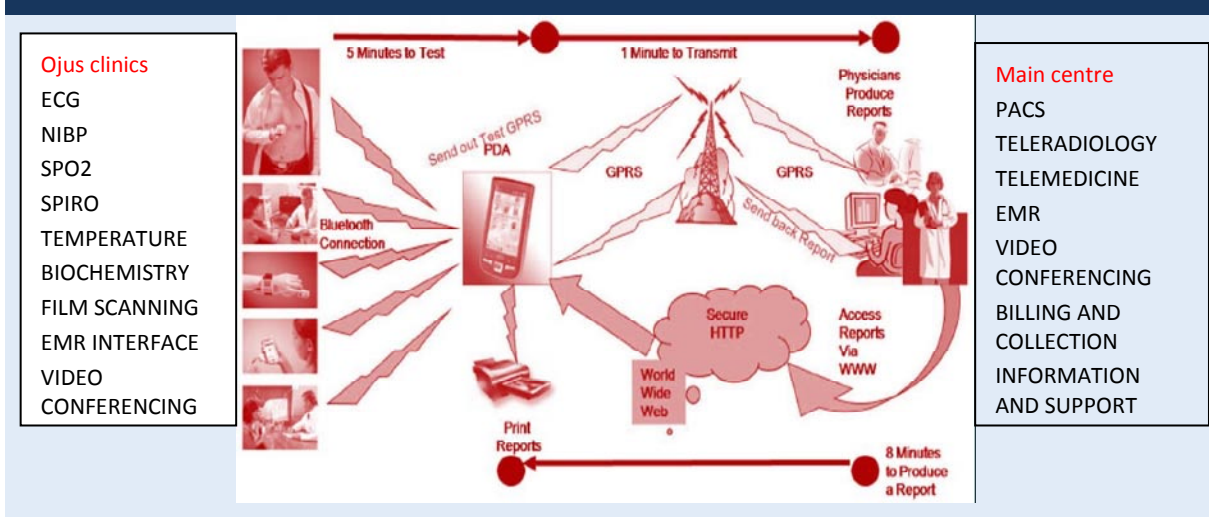 Ojus clinics
ECG
NIBP
SPO2
SPIRO
TEMPERATURE
BIOCHEMISTRY
FILM SCANNING
EMR INTERFACE
VIDEO
CONFERENCING
5 Minutes to Test
1 Minute to Transmit
Physicians
Produce
Reports
Send out Test GPRS
PDA
GPRS
GPRS
Bluetooth
Connection
Send back Report
Secure
HTTP
Access
Reports
Via
WWW
World
Wide
Web
Print
Reports
8 Minutes
to Produce
a Report
Main centre
PACS
TELERADIOLOGY
TELEMEDICINE
EMR
VIDEO
CONFERENCING
BILLING AND
COLLECTION
INFORMATION
AND SUPPORT